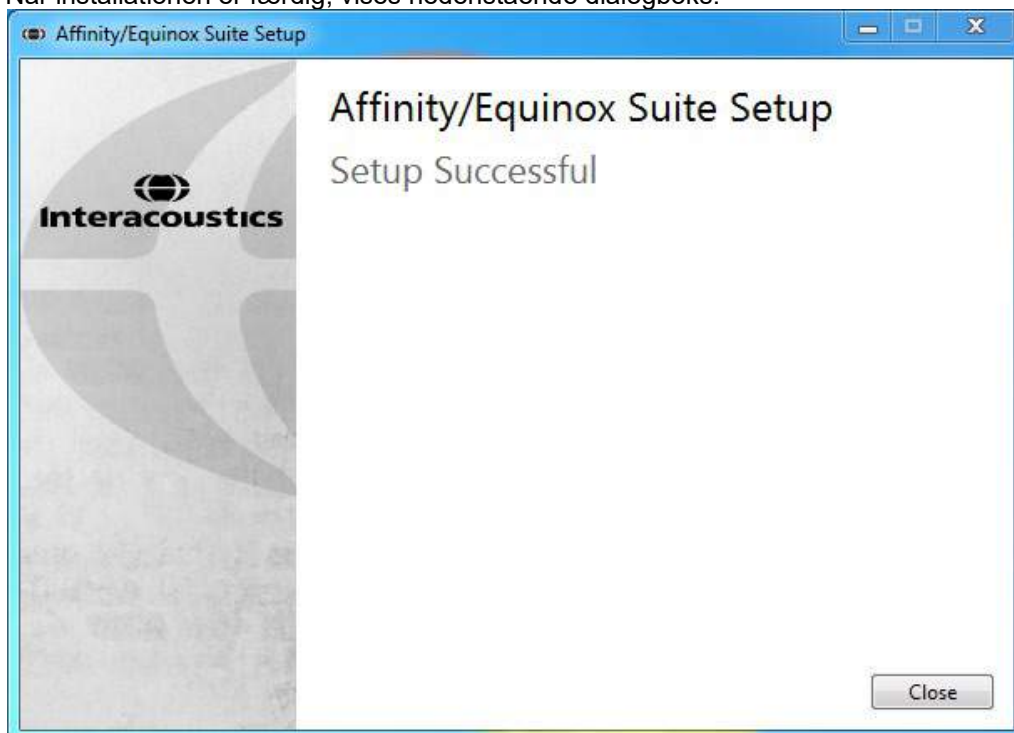 Når installationen er færdig, vises nedenstående dialogboks.
Affinity/Equinox Suite Setup
Affinity/Equinox Suite Setup
Setup Successful
Interacoustics
Close